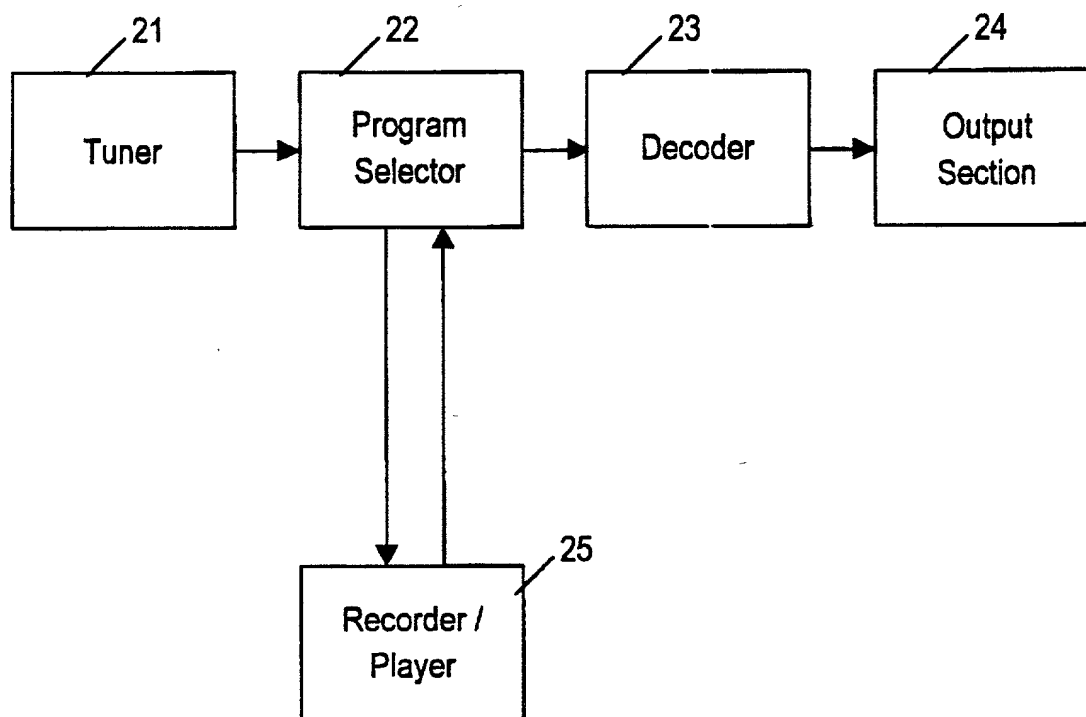 21
22
23
24
Tuner
Program
Selector
Decoder
Output
Section
25
Recorder /
Player